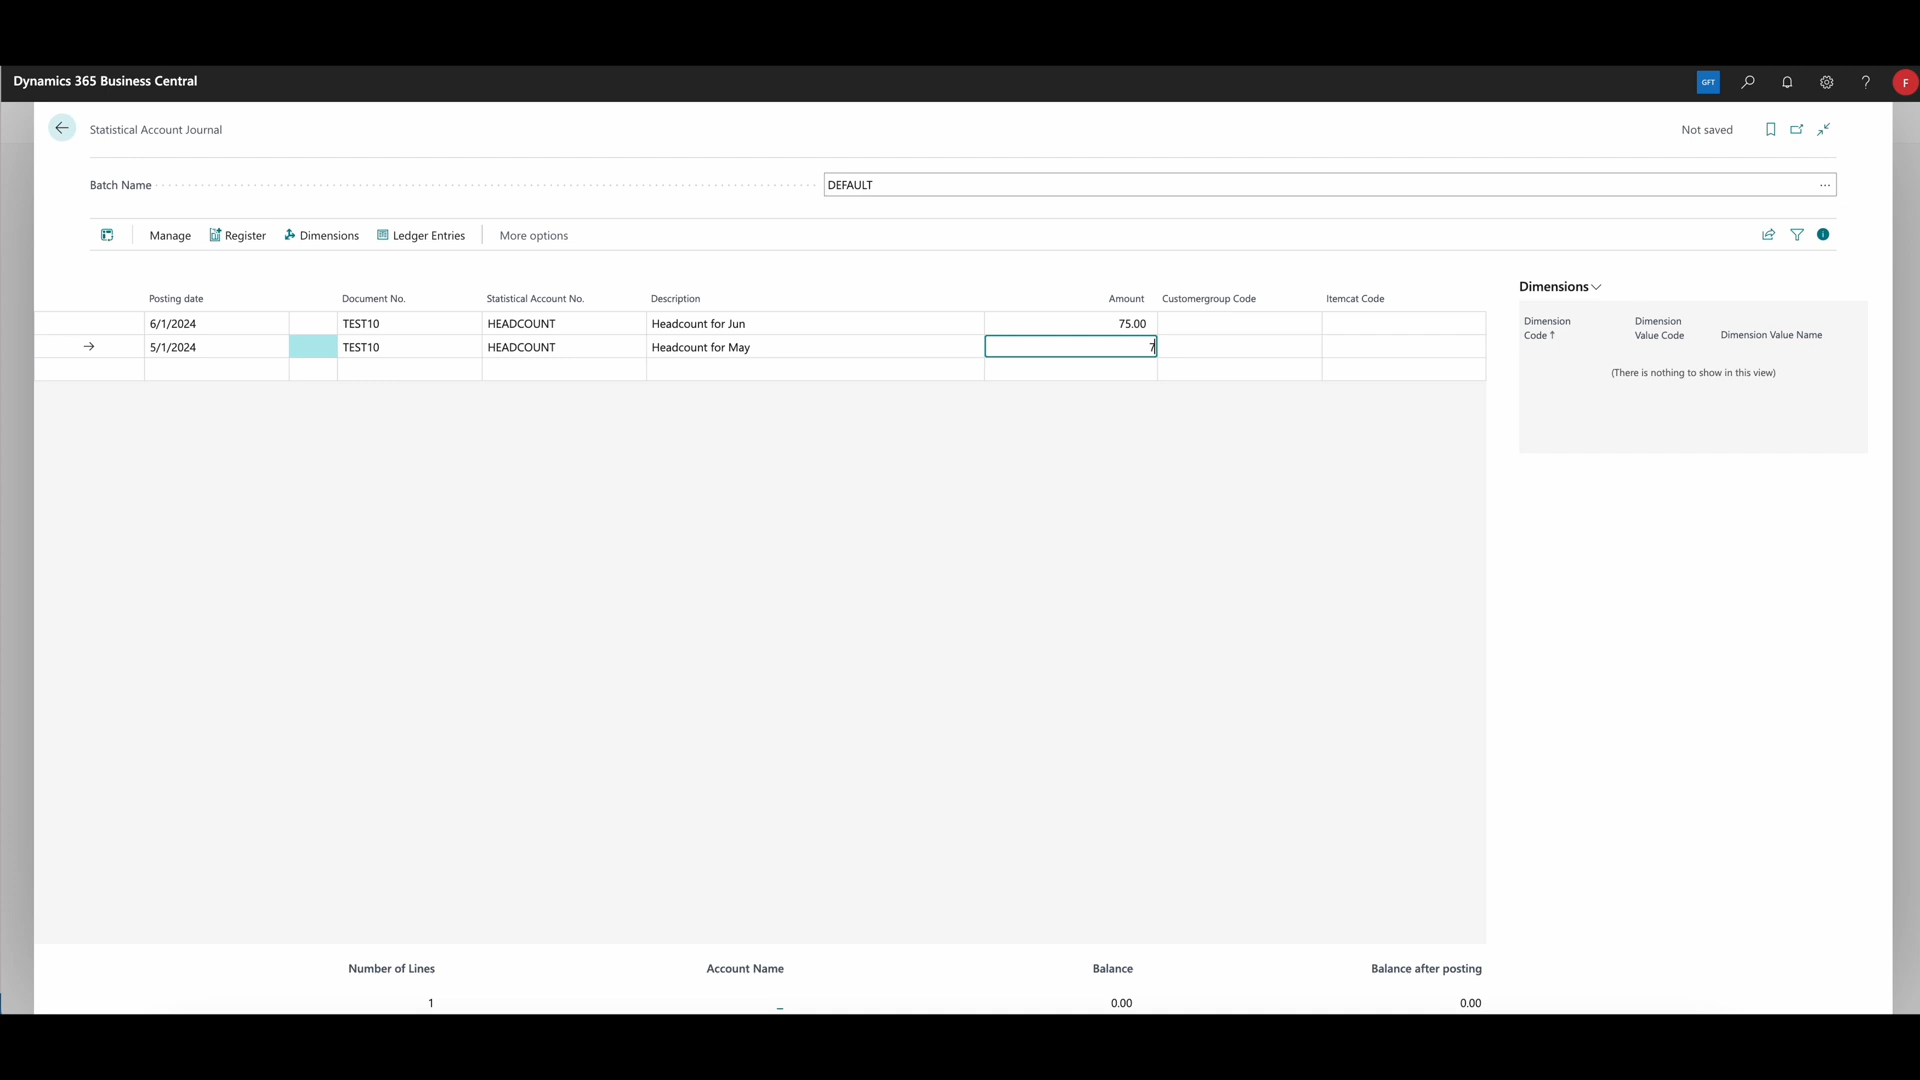 Dynamics 365 Business Central
GFT
?
F
Statistical Account Journal
Not saved
Batch Name
DEFAULT
...
Manage
Register
Dimensions
Ledger Entries
More options
Posting date Document No. Statistical Account No. Description Amount Customergroup Code Itemcat Code
6/1/2024 TEST10 HEADCOUNT Headcount for Jun 75.00
5/1/2024 TEST10 HEADCOUNT Headcount for May 7
Dimensions
Dimension Code ↑
Dimension Value Code
Dimension Value Name
(There is nothing to show in this view)
Number of Lines Account Name Balance Balance after posting
1 _ 0.00 0.00